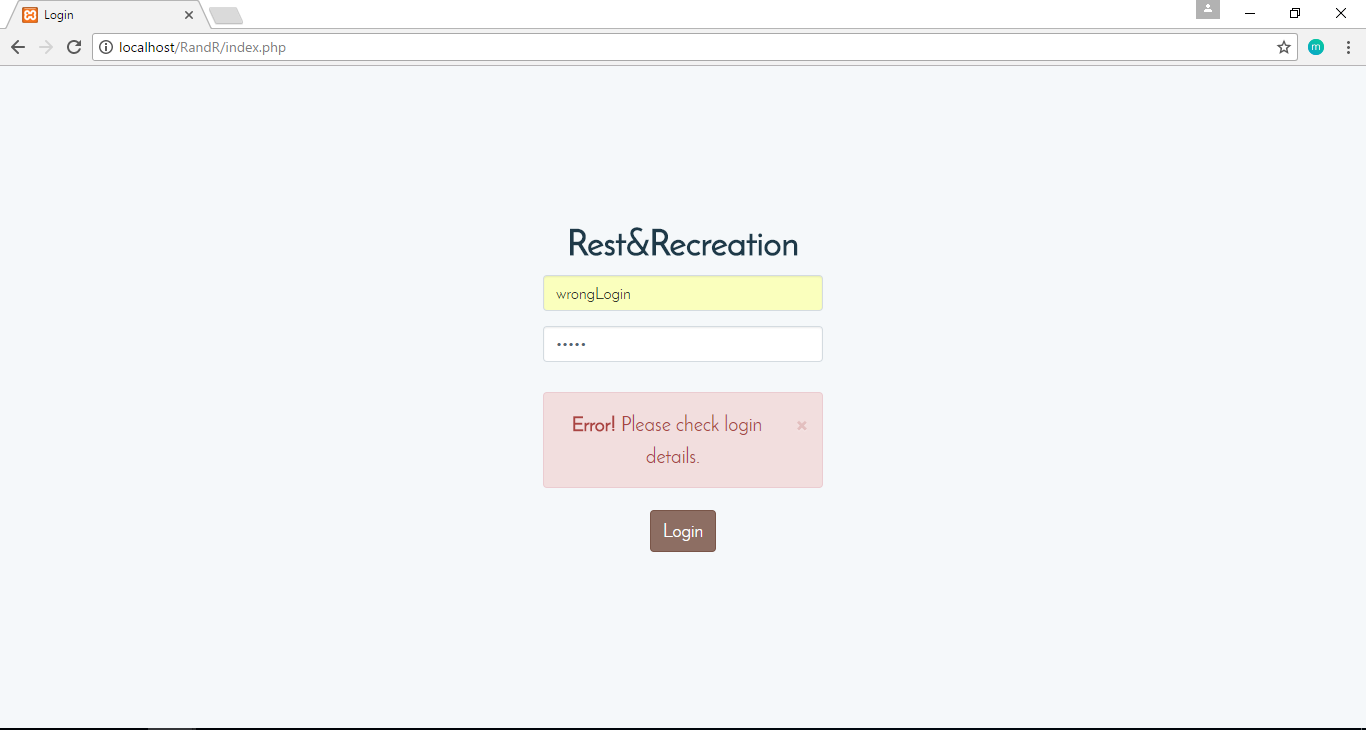 Login
localhost/RandR/index.php
m
Rest&Recreation
wrongLogin
•••••
Error! Please check login
details.
Login